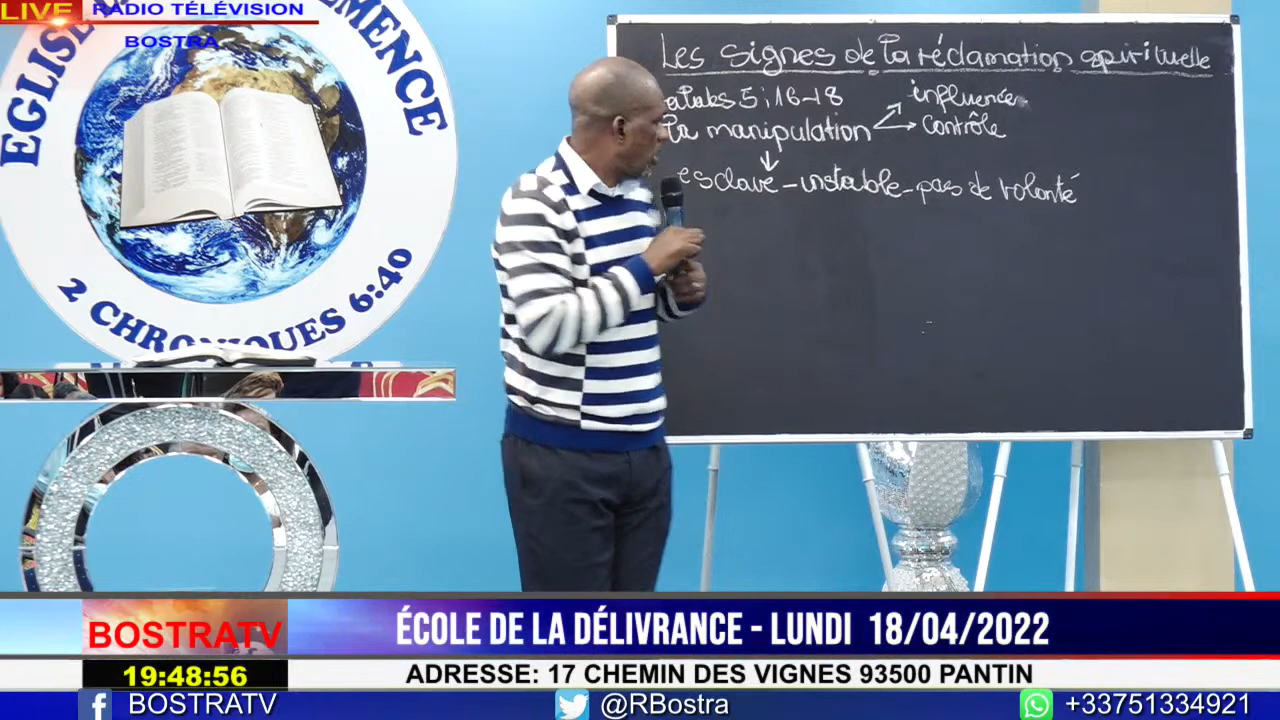 LIVE RADIO TÉLÉVISION
BOSTRA
EGLISE
EMENCE
2 CHRONIQUES 6:40
Les signes de la réclamation spirituelle
5:16-18
la manipulation
influence
contrôle
esclave - instable - pas de volonté
BOSTRATV
ÉCOLE DE LA DÉLIVRANCE - LUNDI 18/04/2022
19:48:56
ADRESSE: 17 CHEMIN DES VIGNES 93500 PANTIN
BOSTRATV
@RBostra
+33751334921